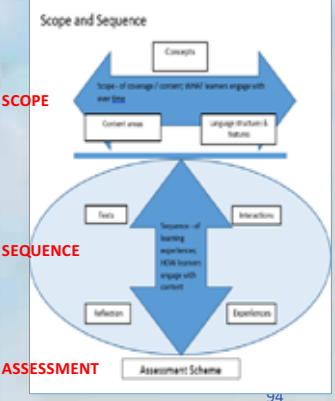 Scope and Sequence
Concepts
Scope - of coverage / content; WHAT learners engage with
over time
SCOPE
Content areas
Language structures &
features
Texts
Interactions
Sequence - of
learning
experiences;
HOW learners
engage with
content
SEQUENCE
Reflection
Experiences
ASSESSMENT
Assessment Scheme
94